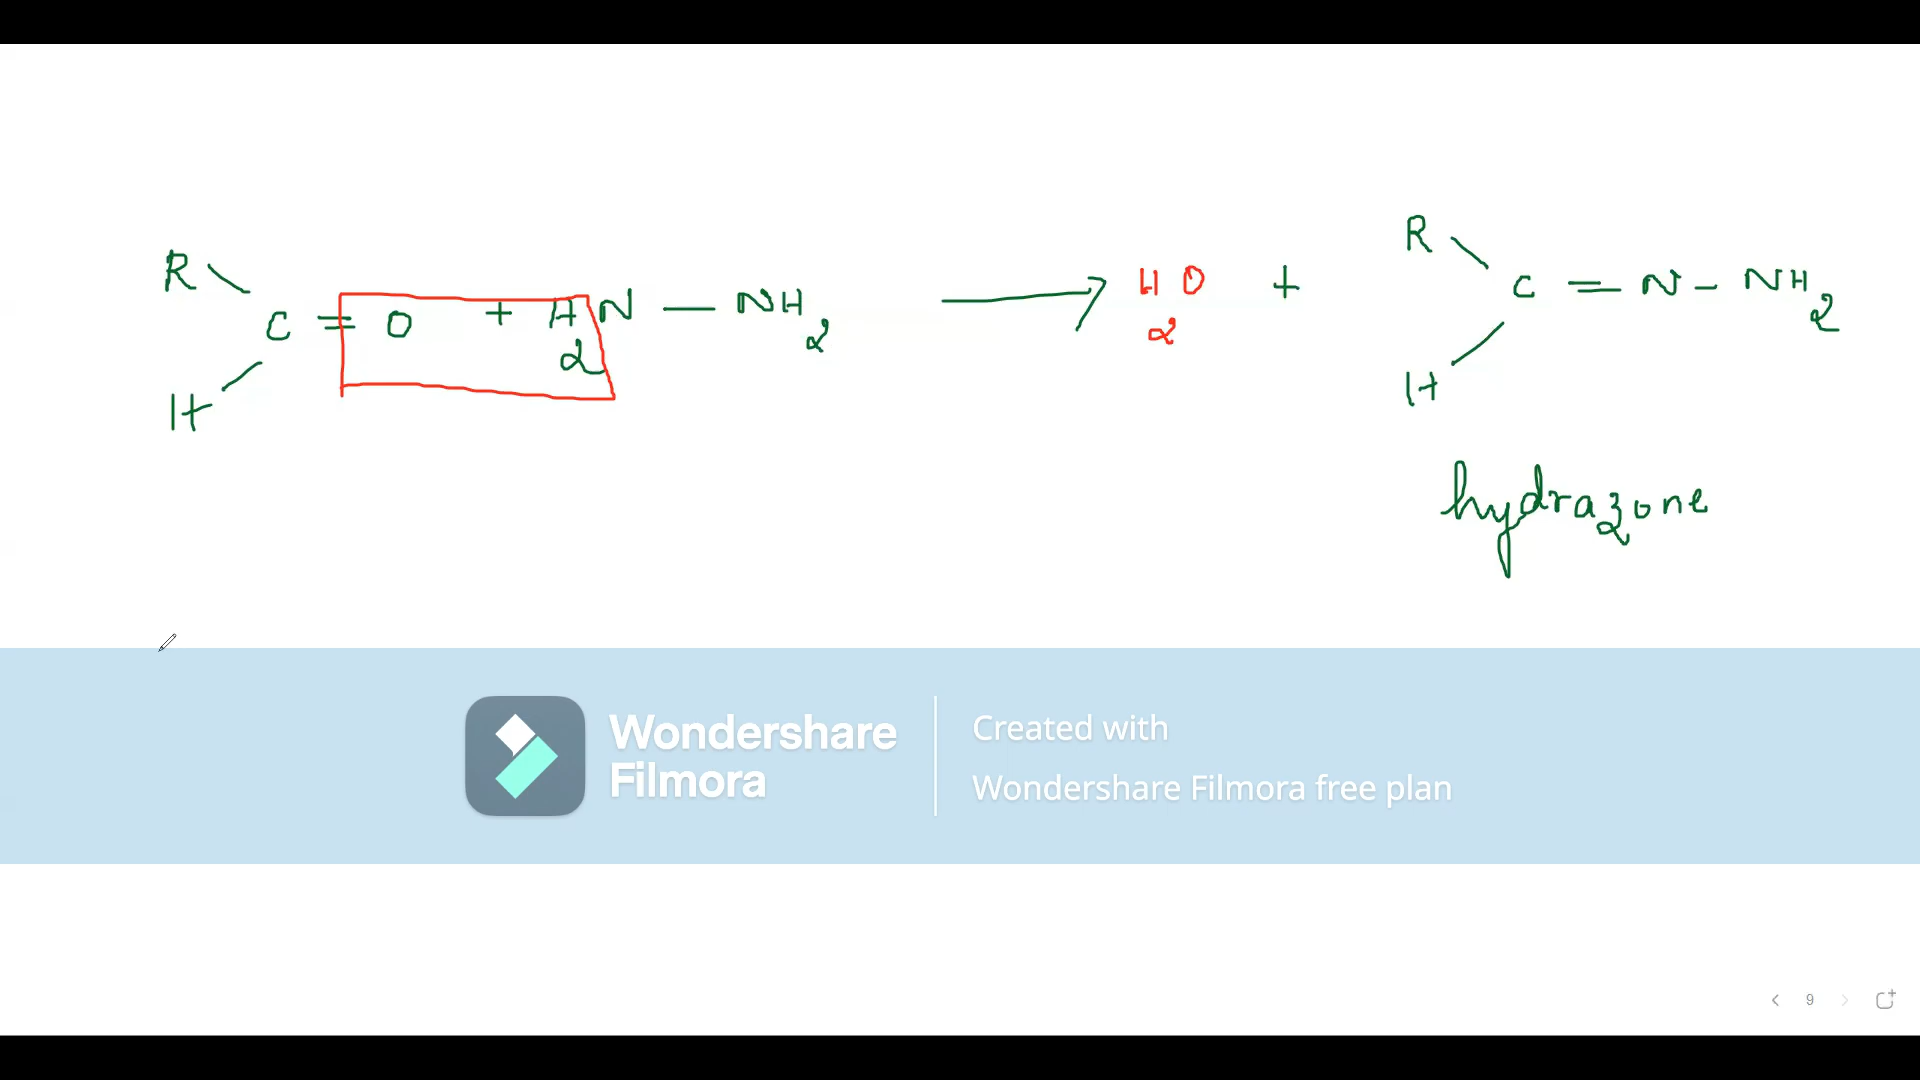 R
C = O + H2N — NH2 ⟶ H2O +
H
R
C = N - NH2
H
hydrazone
Wondershare
Filmora
Created with
Wondershare Filmora free plan
9